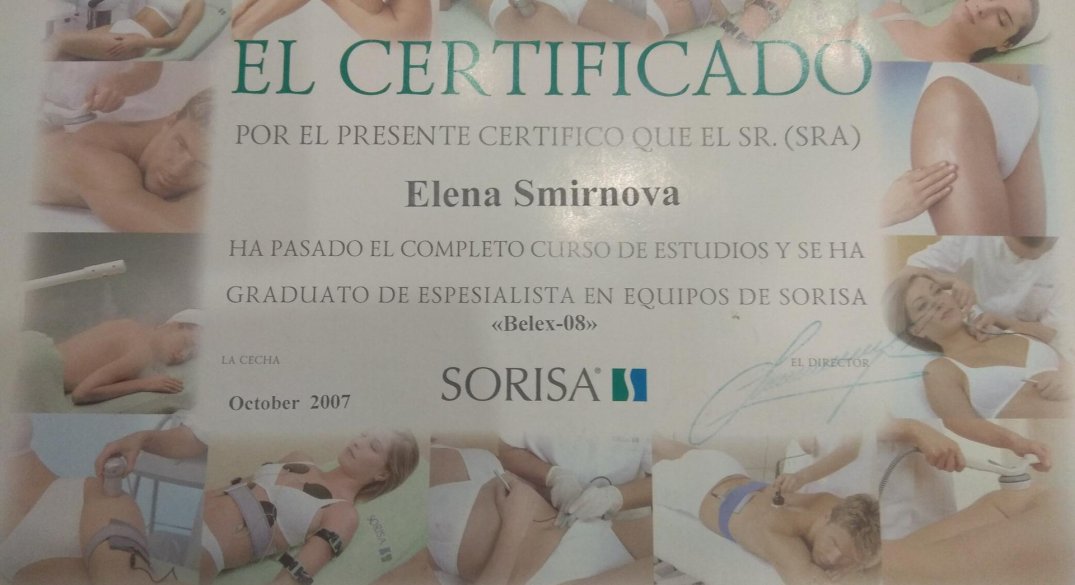 EL CERTIFICADO
POR EL PRESENTE CERTIFICO QUE EL SR. (SRA)
Elena Smirnova
HA PASADO EL COMPLETO CURSO DE ESTUDIOS Y SE HA
GRADUATO DE ESPESIALISTA EN EQUIPOS DE SORISA
«Belex-08»
LA CECHA
EL DIRECTOR
October 2007
SORISA®
SORISA